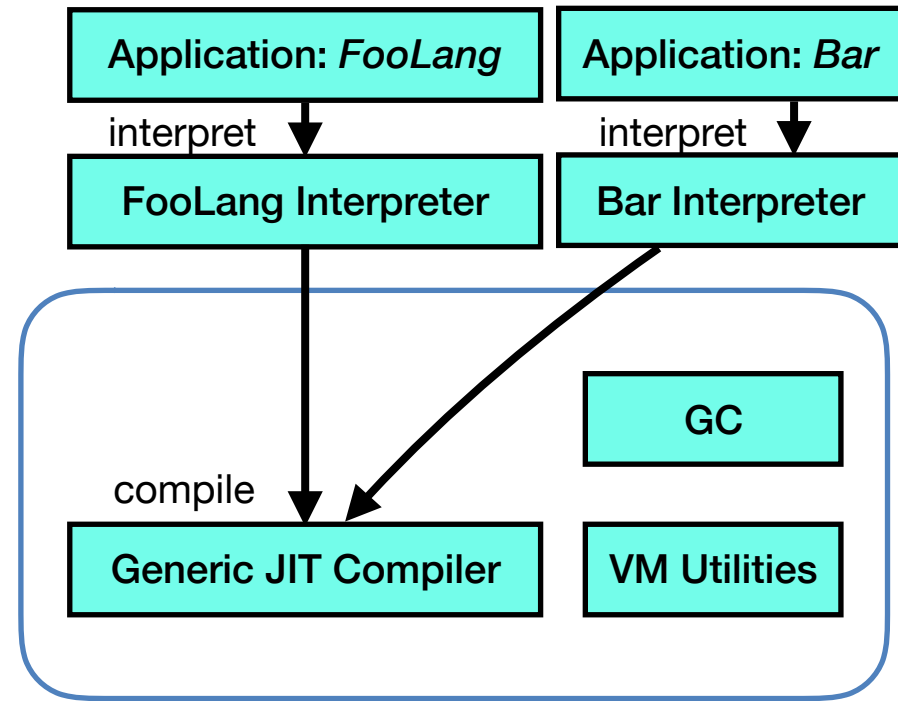 Application: FooLang
Application: Bar
interpret
interpret
FooLang Interpreter
Bar Interpreter
GC
compile
Generic JIT Compiler
VM Utilities